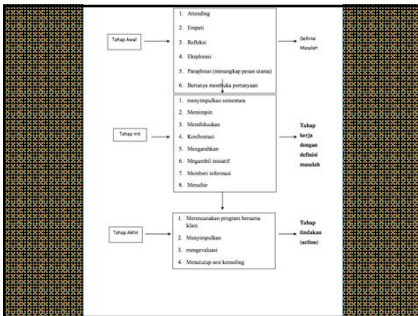 1. Attending
2. Empati
3. Refleksi
4. Eksplorasi
5. Paraphrasi (menangkap pesan utama)
6. Bertanya membuka pertanyaan
Tahap Awal
Definisi
Masalah
1. menyimpulkan sementara
2. Memimpin
3. Memfokuskan
4. Konfrontasi
5. Mengarahkan
6. Mngambil inisiatif
7. Memberi informasi
8. Menafsir
Tahap Inti
Tahap
kerja
dengan
definisi
masalah
1. Merencanakan program bersama
klien
2. Menyimpulkan
3. mengevaluasi
4. Menutup sesi konseling
Tahap Akhir
Tahap
tindakan
(action)